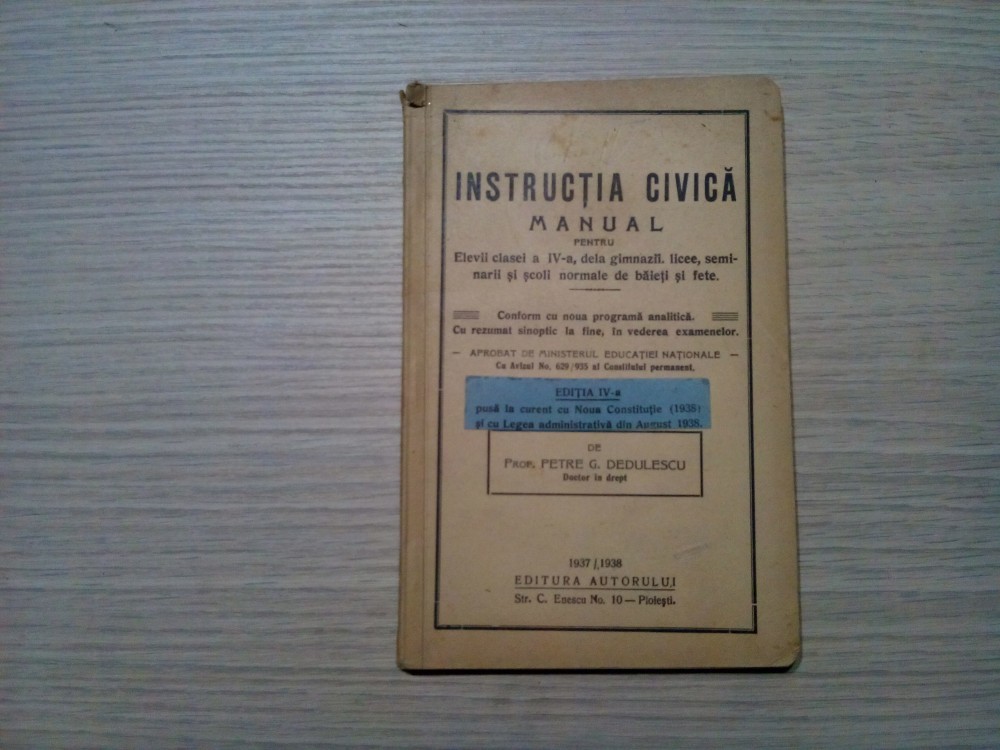 INSTRUCȚIA CIVICĂ
MANUAL
PENTRU
Elevii clasei a IV-a, dela gimnazii. licee, semi-
narii și școli normale de băieți și fete.
Conform cu noua programă analitică.
Cu rezumat sinoptic la fine, în vederea examenelor.
— APROBAT DE MINISTERUL EDUCAȚIEI NAȚIONALE —
Cu Avizul No. 629/935 al Consiliului permanent.
EDIȚIA IV-a
pusă la curent cu Noua Constituție (1938)
și cu Legea administrativă din August 1938.
DE
PROF. PETRE G. DEDULESCU
Doctor în drept
1937/1938
EDITURA AUTORULUI
Str. C. Enescu No. 10 — Ploiești.